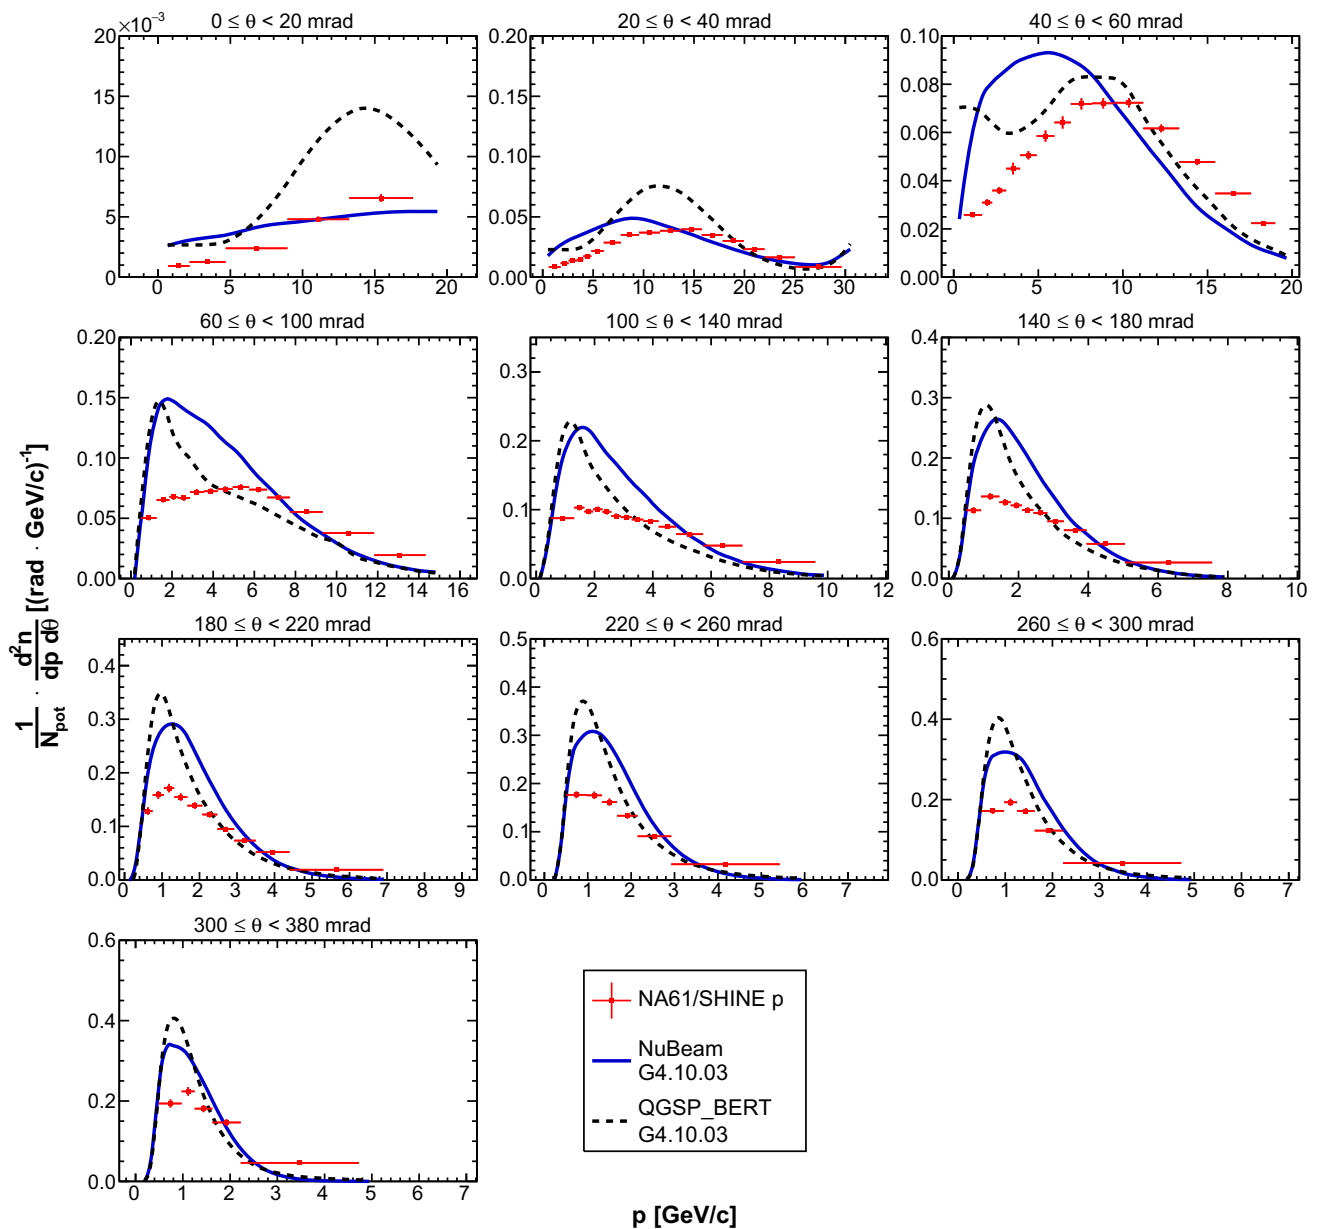 ×10⁻³ 0 ≤ θ < 20 mrad
20 ≤ θ < 40 mrad
40 ≤ θ < 60 mrad
20
15
10
5
0
0 5 10 15 20
0.20
0.15
0.10
0.05
0.00
0 5 10 15 20 25 30
0.10
0.08
0.06
0.04
0.02
0.00
0 5 10 15 20
60 ≤ θ < 100 mrad
100 ≤ θ < 140 mrad
140 ≤ θ < 180 mrad
0.20
0.15
0.10
0.05
0.00
0 2 4 6 8 10 12 14 16
0.3
0.2
0.1
0.0
0 2 4 6 8 10 12
0.4
0.3
0.2
0.1
0.0
0 2 4 6 8 10
180 ≤ θ < 220 mrad
220 ≤ θ < 260 mrad
260 ≤ θ < 300 mrad
0.4
0.3
0.2
0.1
0.0
0 1 2 3 4 5 6 7 8 9
0.5
0.4
0.3
0.2
0.1
0.0
0 1 2 3 4 5 6 7
0.6
0.4
0.2
0.0
0 1 2 3 4 5 6 7
300 ≤ θ < 380 mrad
0.6
0.4
0.2
0.0
0 1 2 3 4 5 6 7
NA61/SHINE p
NuBeam
G4.10.03
QGSP_BERT
G4.10.03
p [GeV/c]
1/N_pot · d²n/dp dθ [(rad · GeV/c)⁻¹]